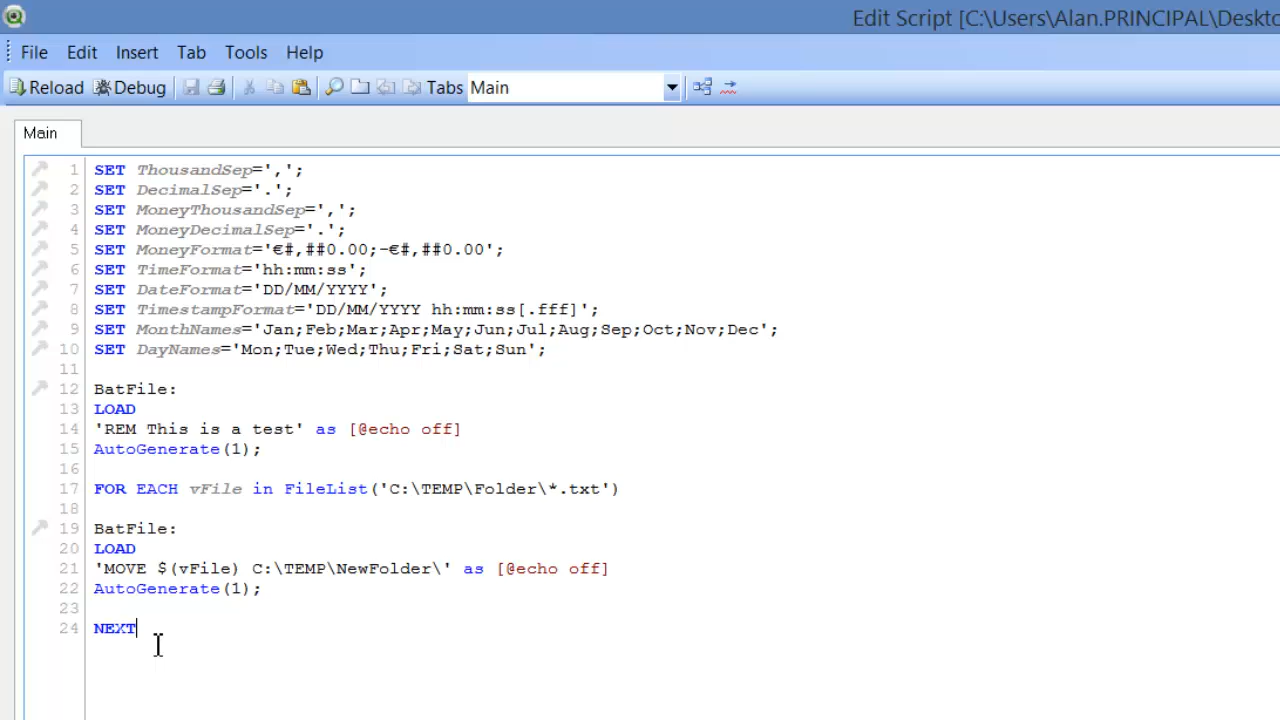 Edit Script [C:\Users\Alan.PRINCIPAL\Deskto
File Edit Insert Tab Tools Help
Reload Debug Tabs Main
Main
1 SET ThousandSep=',';
2 SET DecimalSep='.';
3 SET MoneyThousandSep=',';
4 SET MoneyDecimalSep='.';
5 SET MoneyFormat='€#,##0.00;-€#,##0.00';
6 SET TimeFormat='hh:mm:ss';
7 SET DateFormat='DD/MM/YYYY';
8 SET TimestampFormat='DD/MM/YYYY hh:mm:ss[.fff]';
9 SET MonthNames='Jan;Feb;Mar;Apr;May;Jun;Jul;Aug;Sep;Oct;Nov;Dec';
10 SET DayNames='Mon;Tue;Wed;Thu;Fri;Sat;Sun';
11
12 BatFile:
13 LOAD
14 'REM This is a test' as [@echo off]
15 AutoGenerate(1);
16
17 FOR EACH vFile in FileList('C:\TEMP\Folder\*.txt')
18
19 BatFile:
20 LOAD
21 'MOVE $(vFile) C:\TEMP\NewFolder\' as [@echo off]
22 AutoGenerate(1);
23
24 NEXT